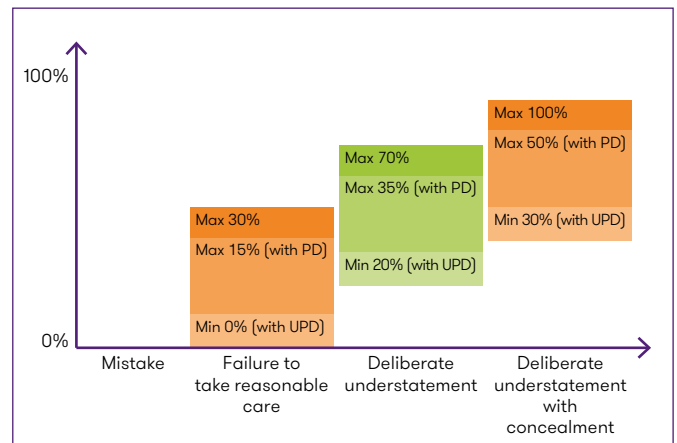 100%
Max 100%
Max 50% (with PD)
Min 30% (with UPD)
Max 70%
Max 35% (with PD)
Min 20% (with UPD)
Max 30%
Max 15% (with PD)
Min 0% (with UPD)
0%
Mistake
Failure to
take reasonable
care
Deliberate
understatement
Deliberate
understatement
with
concealment